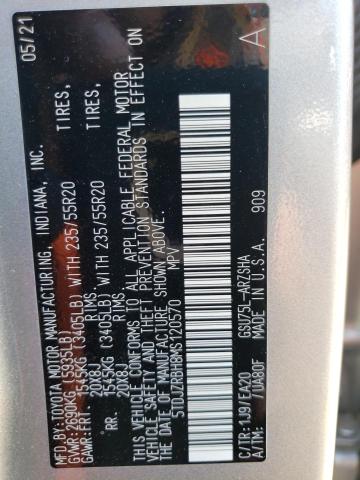 MFD.BY:TOYOTA MOTOR MANUFACTURING, INDIANA, INC. 05/21
GVWR:2690KG (5935LB)
GAWR:FRT. 1545KG (3405LB) WITH 235/55R20 TIRES,
20X8J RIMS
RR. 1545KG (3405LB) WITH 235/55R20 TIRES,
20X8J RIMS
THIS VEHICLE CONFORMS TO ALL APPLICABLE FEDERAL MOTOR
VEHICLE SAFETY AND THEFT PREVENTION STANDARDS IN EFFECT ON
THE DATE OF MANUFACTURE SHOWN ABOVE.
5TDJZRBH8MS120570 MPV
A
C/TR:1J9/EA20 GSU75L-ARZSHA
A/TM: /UA80F MADE IN U.S.A. 909